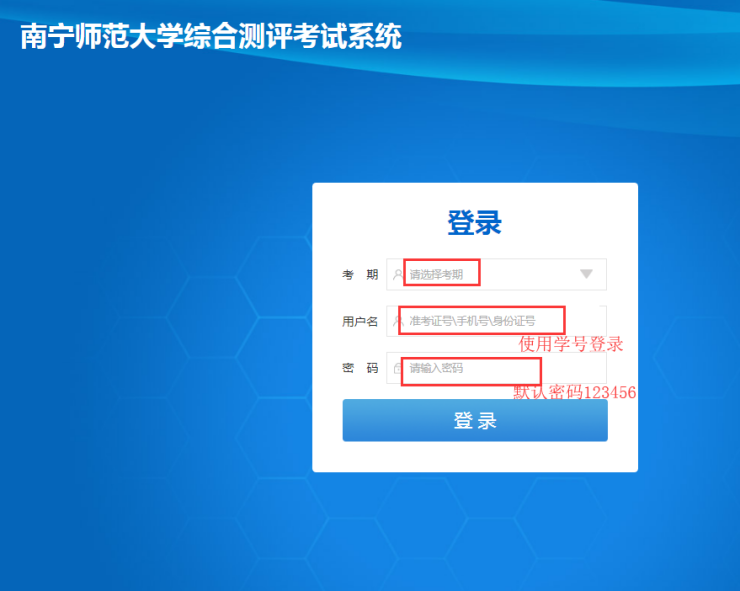 南宁师范大学综合测评考试系统
登录
考 期 请选择考期
用户名 准考证号\手机号\身份证号
使用学号登录
密 码 请输入密码
默认密码123456
登录